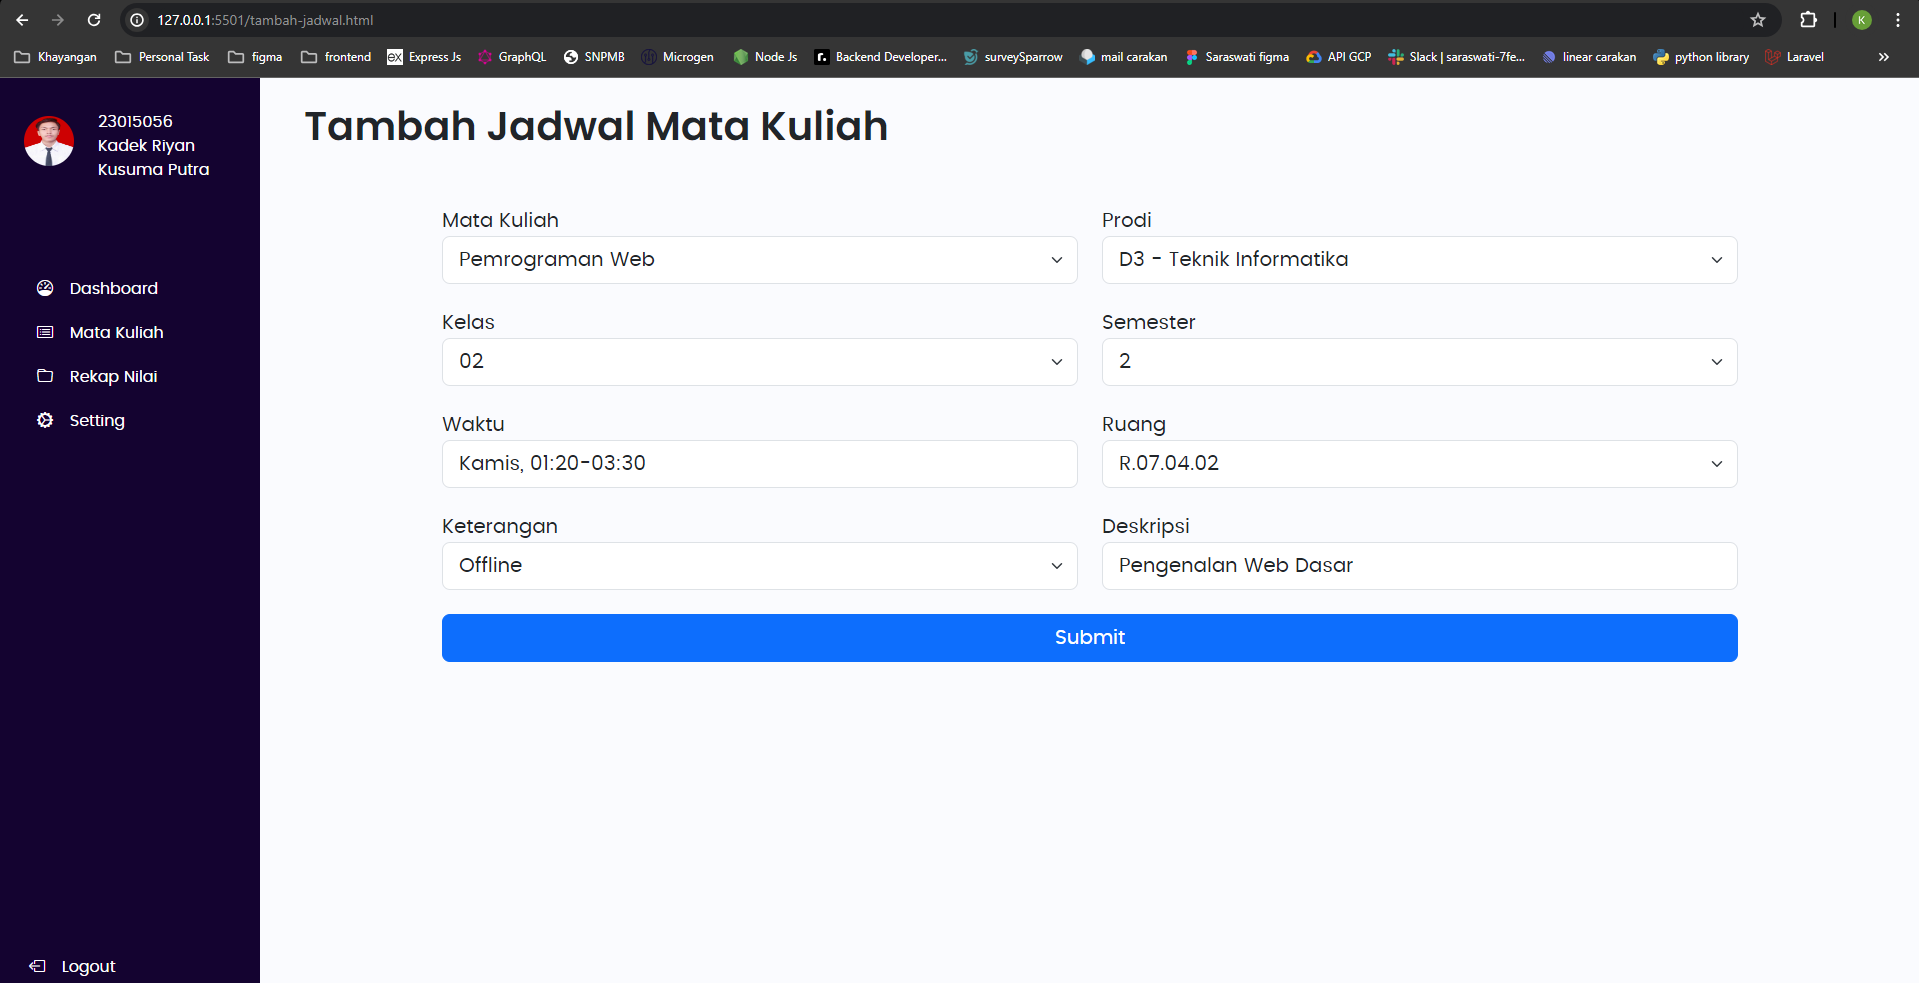 127.0.0.1:5501/tambah-jadwal.html
K
Khayangan
Personal Task
figma
frontend
ex Express Js
GraphQL
SNPMB
Microgen
Node Js
r. Backend Developer...
surveySparrow
mail carakan
Saraswati figma
API GCP
Slack | saraswati-7fe...
linear carakan
python library
Laravel
23015056
Kadek Riyan
Kusuma Putra
Dashboard
Mata Kuliah
Rekap Nilai
Setting
Logout
Tambah Jadwal Mata Kuliah
Mata Kuliah
Pemrograman Web
Prodi
D3 - Teknik Informatika
Kelas
02
Semester
2
Waktu
Kamis, 01:20-03:30
Ruang
R.07.04.02
Keterangan
Offline
Deskripsi
Pengenalan Web Dasar
Submit